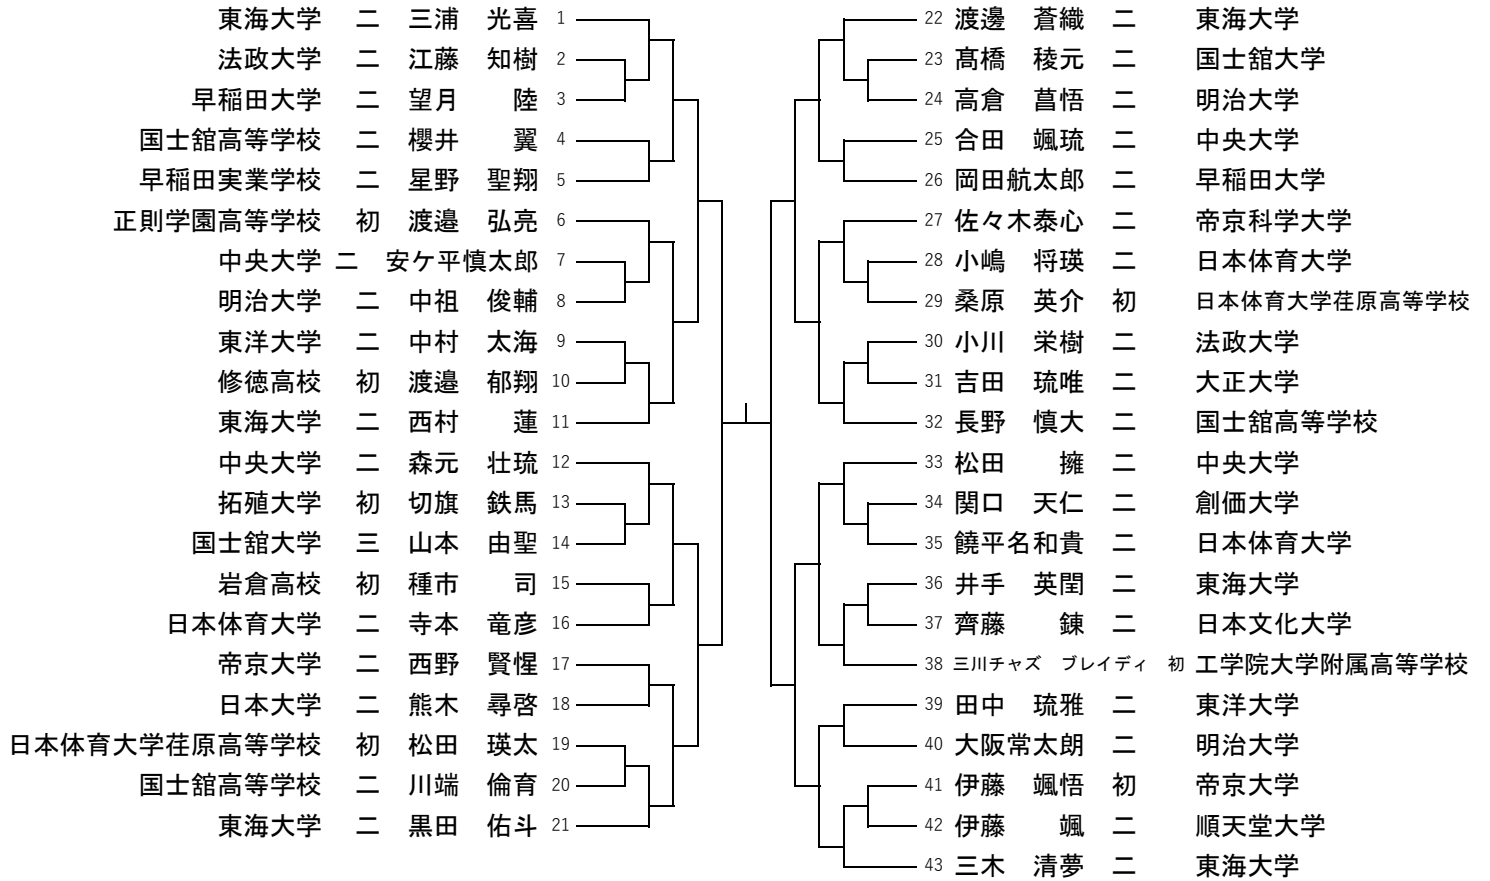 東海大学 二 三浦 光喜 1
法政大学 二 江藤 知樹 2
早稲田大学 二 望月 陸 3
国士舘高等学校 二 櫻井 翼 4
早稲田実業学校 二 星野 聖翔 5
正則学園高等学校 初 渡邉 弘亮 6
中央大学 二 安ケ平慎太郎 7
明治大学 二 中祖 俊輔 8
東洋大学 二 中村 太海 9
修徳高校 初 渡邉 郁翔 10
東海大学 二 西村 蓮 11
中央大学 二 森元 壮琉 12
拓殖大学 初 切旗 鉄馬 13
国士舘大学 三 山本 由聖 14
岩倉高校 初 種市 司 15
日本体育大学 二 寺本 竜彦 16
帝京大学 二 西野 賢惺 17
日本大学 二 熊木 尋啓 18
日本体育大学荏原高等学校 初 松田 瑛太 19
国士舘高等学校 二 川端 倫育 20
東海大学 二 黒田 佑斗 21
22 渡邊 蒼織 二 東海大学
23 髙橋 稜元 二 国士舘大学
24 高倉 菖悟 二 明治大学
25 合田 颯琉 二 中央大学
26 岡田航太郎 二 早稲田大学
27 佐々木泰心 二 帝京科学大学
28 小嶋 将瑛 二 日本体育大学
29 桑原 英介 初 日本体育大学荏原高等学校
30 小川 栄樹 二 法政大学
31 吉田 琉唯 二 大正大学
32 長野 慎大 二 国士舘高等学校
33 松田 擁 二 中央大学
34 関口 天仁 二 創価大学
35 饒平名和貴 二 日本体育大学
36 井手 英閏 二 東海大学
37 齊藤 錬 二 日本文化大学
38 三川チャズ ブレイディ 初 工学院大学附属高等学校
39 田中 琉雅 二 東洋大学
40 大阪常太朗 二 明治大学
41 伊藤 颯悟 初 帝京大学
42 伊藤 颯 二 順天堂大学
43 三木 清夢 二 東海大学